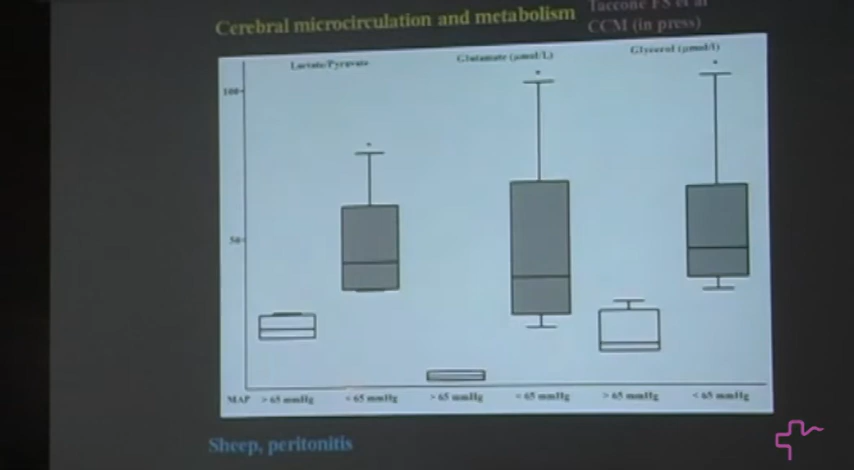 Cerebral microcirculation and metabolism
Taccone FS et al
CCM (in press)
Lactate/Pyruvate
Glutamate (µmol/L)
Glycerol (µmol/l)
*
*
*
100
50
MAP > 65 mmHg < 65 mmHg > 65 mmHg < 65 mmHg > 65 mmHg < 65 mmHg
Sheep, peritonitis